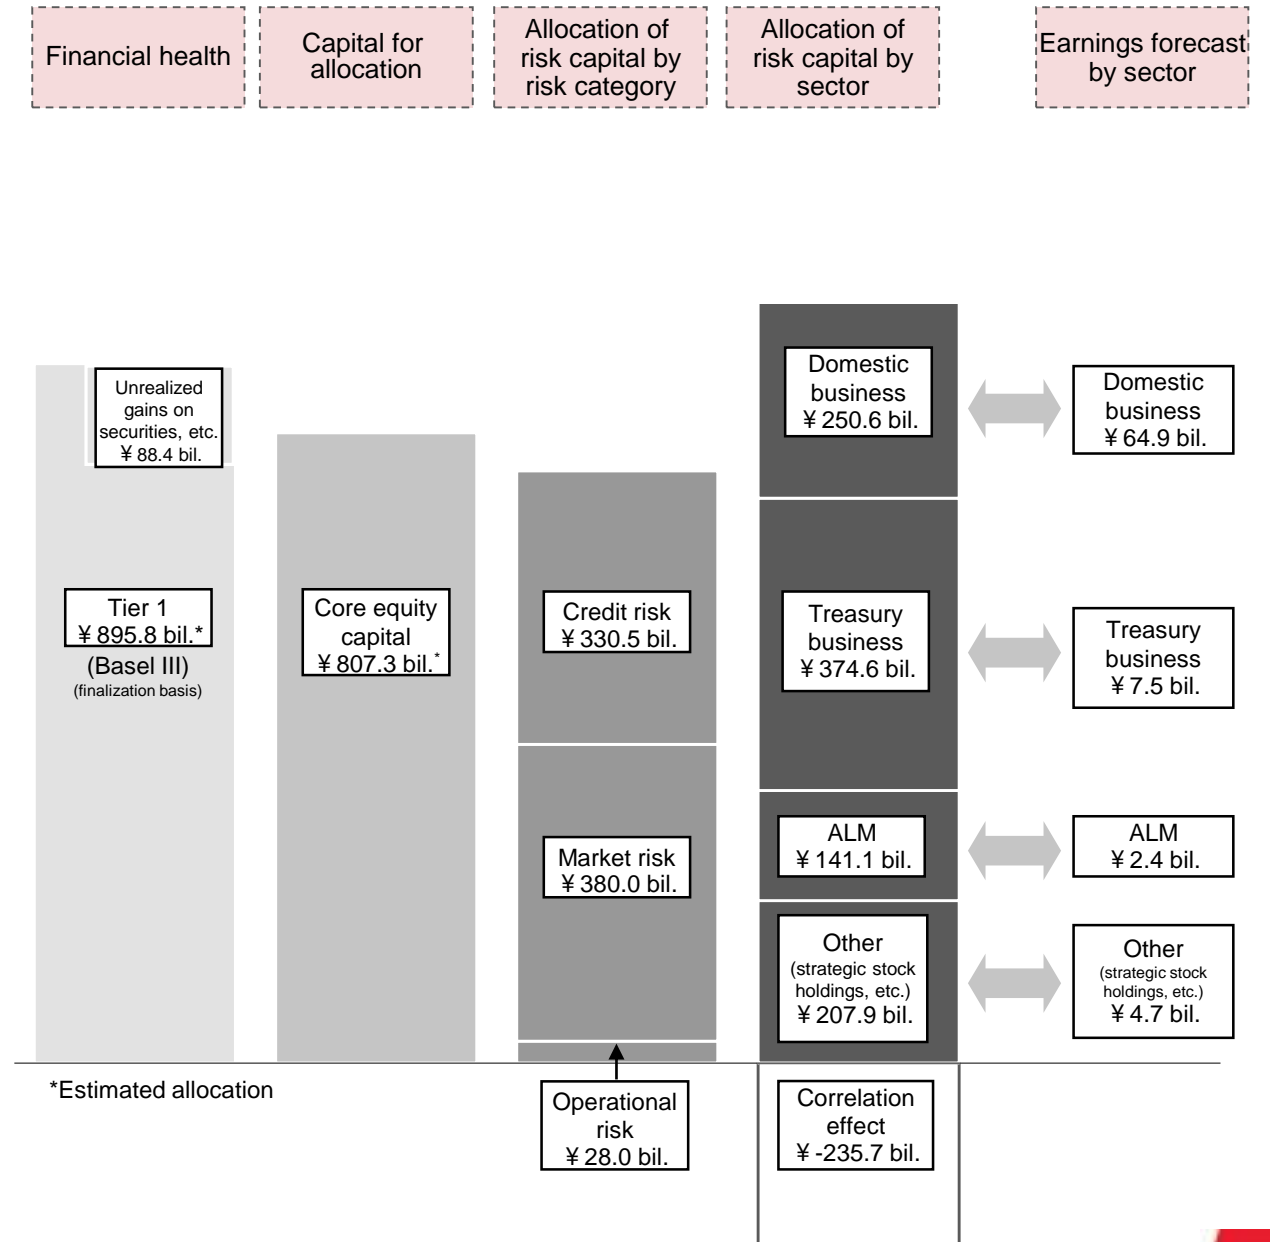 Financial health
Capital for
allocation
Allocation of
risk capital by
risk category
Allocation of
risk capital by
sector
Earnings forecast
by sector
Unrealized
gains on
securities, etc.
¥ 88.4 bil.
Tier 1
¥ 895.8 bil.*
(Basel III)
(finalization basis)
Core equity
capital
¥ 807.3 bil.*
Credit risk
¥ 330.5 bil.
Market risk
¥ 380.0 bil.
Operational
risk
¥ 28.0 bil.
Domestic
business
¥ 250.6 bil.
Treasury
business
¥ 374.6 bil.
ALM
¥ 141.1 bil.
Other
(strategic stock
holdings, etc.)
¥ 207.9 bil.
Correlation
effect
¥ -235.7 bil.
Domestic
business
¥ 64.9 bil.
Treasury
business
¥ 7.5 bil.
ALM
¥ 2.4 bil.
Other
(strategic stock
holdings, etc.)
¥ 4.7 bil.
*Estimated allocation